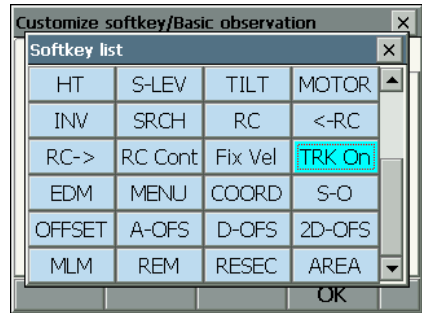 Customize softkey/Basic observation
Softkey list
HT S-LEV TILT MOTOR
INV SRCH RC <-RC
RC-> RC Cont Fix Vel TRK On
EDM MENU COORD S-O
OFFSET A-OFS D-OFS 2D-OFS
MLM REM RESEC AREA
OK